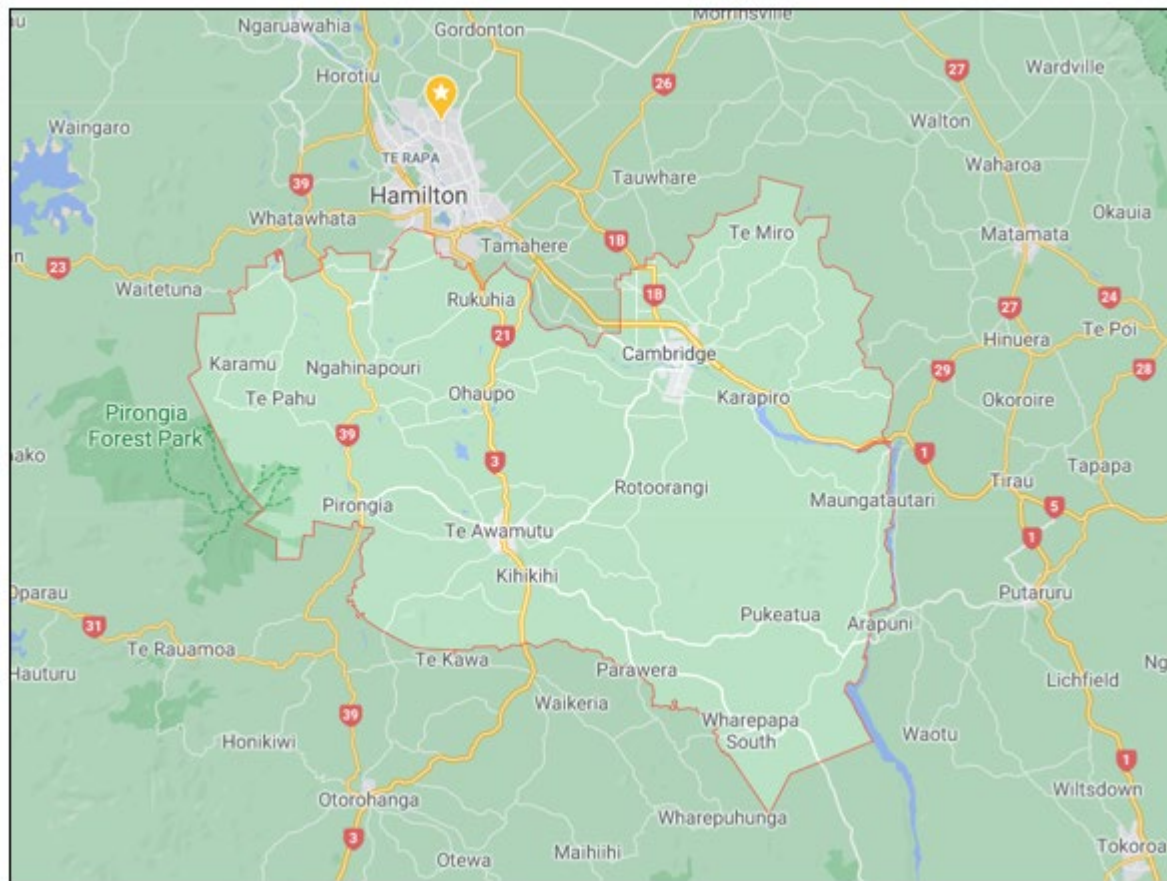 Morrinsville
Ngaruawahia
Gordonton
Horotiu
26
27
Wardville
Waingaro
Walton
TE RAPA
Waharoa
39
Tauwhare
Hamilton
Okauia
Whatawhata
Te Miro
Matamata
Tamahere
1B
23
Waitetuna
1B
24
Rukuhia
27
Te Poi
21
Hinuera
Cambridge
Karamu
Ngahinapouri
29
28
Te Pahu
Ohaupo
Karapiro
Okoroire
Pirongia
Forest Park
39
1
3
Tapapa
Rotoorangi
Tirau
Maungatautari
Pirongia
5
Te Awamutu
1
Kihikihi
Oparau
Putaruru
Pukeatua
31
Arapuni
Te Rauamoa
Te Kawa
Hauturu
Parawera
Lichfield
Waikeria
39
Wharepapa
South
Honikiwi
Waotu
1
Otorohanga
Wiltsdown
Wharepuhunga
3
Tokoroa
Maihiihi
Otewa